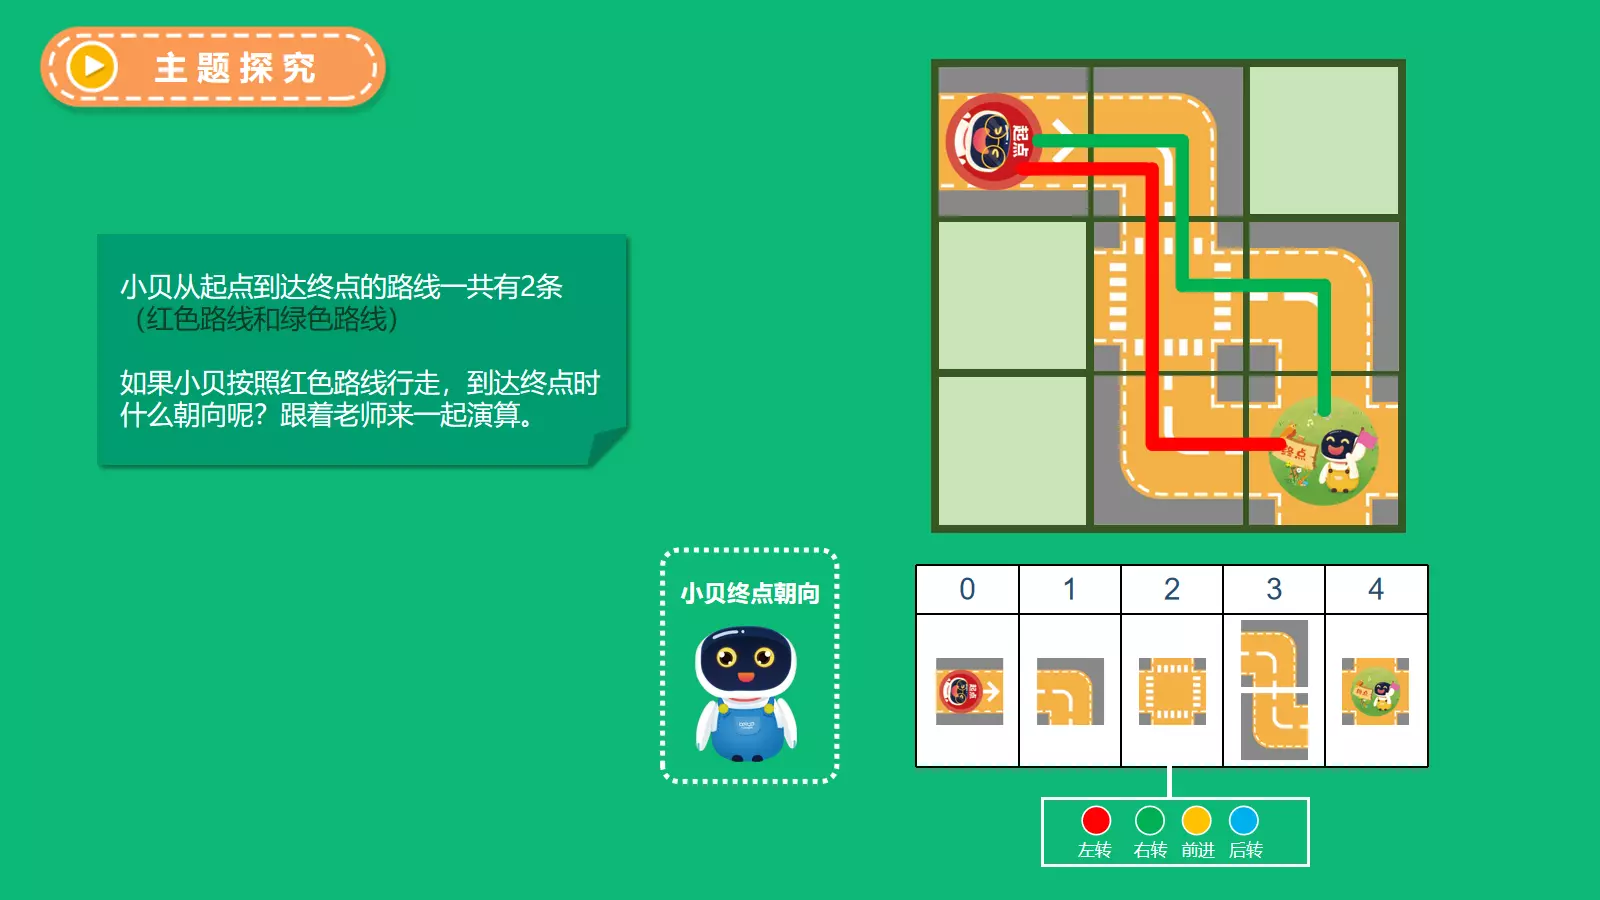 主题探究
小贝从起点到达终点的路线一共有2条
（红色路线和绿色路线）
如果小贝按照红色路线行走，到达终点时
什么朝向呢？跟着老师来一起演算。
起点
终点
小贝终点朝向
0 1 2 3 4
起点
终点
左转 右转 前进 后转